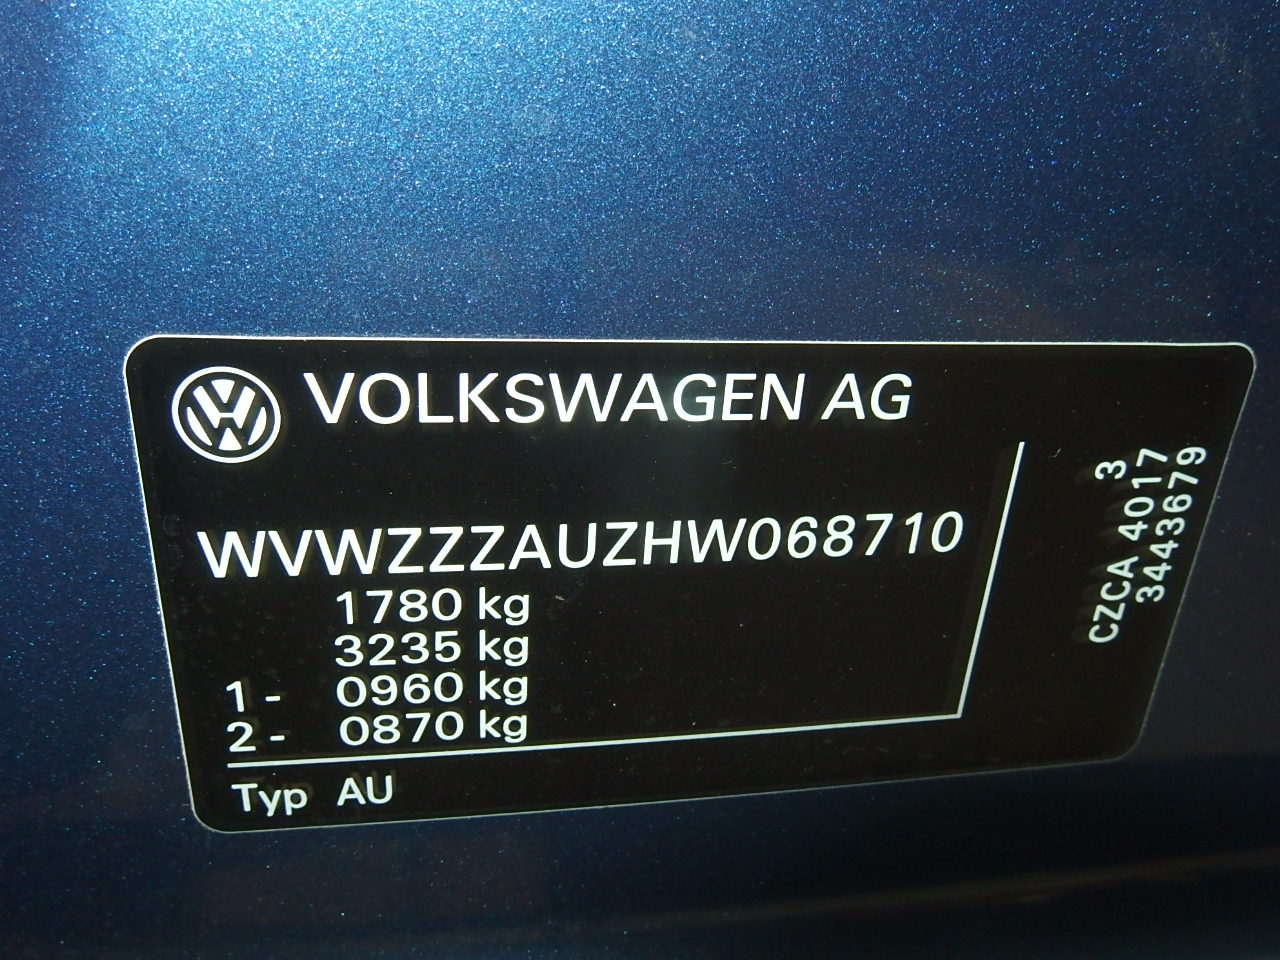 VOLKSWAGEN AG
WVWZZZAUZHW068710
1780 kg
3235 kg
1 - 0960 kg
2 - 0870 kg
Typ AU
3
CZCA 4017
3443679